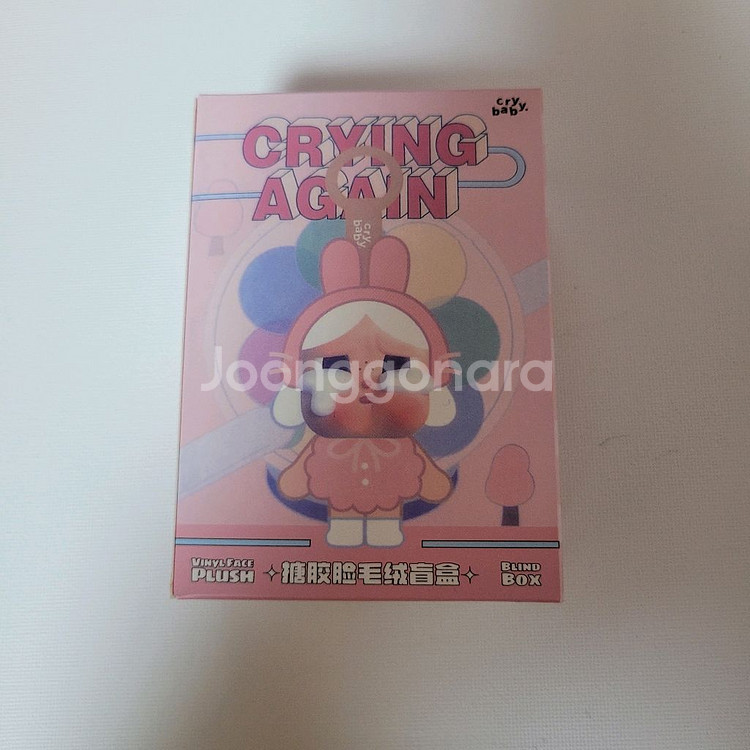 cry
baby.
CRYING
AGAIN
cry
baby
Joonggonara
VINYL FACE
PLUSH
搪胶脸毛绒盲盒
BLIND
BOX